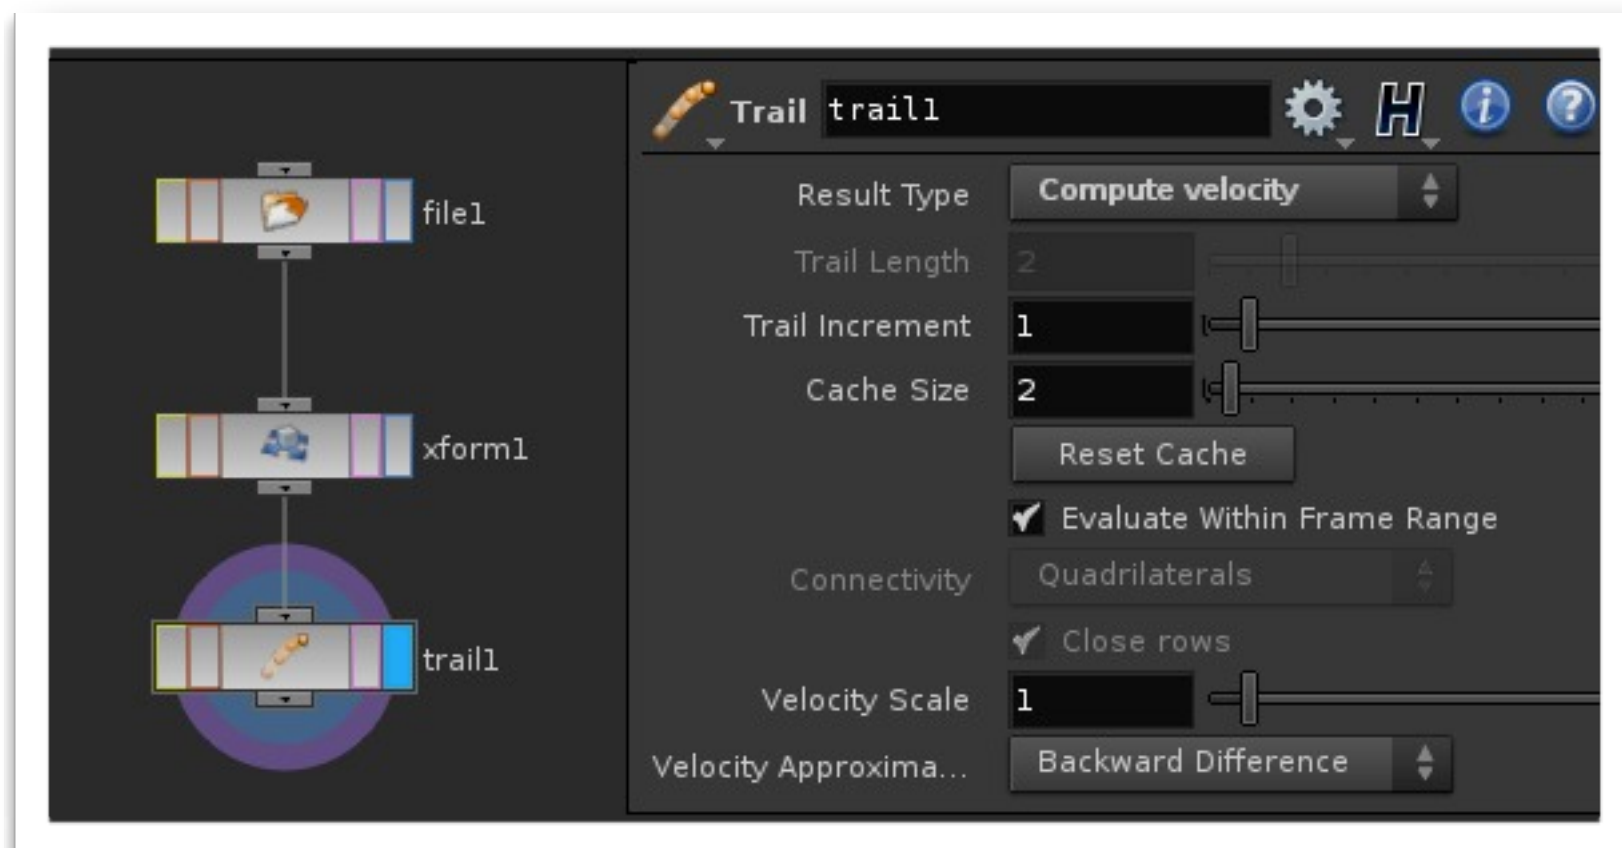 file1
xform1
trail1
Trail trail1
Result Type Compute velocity
Trail Length 2
Trail Increment 1
Cache Size 2
Reset Cache
Evaluate Within Frame Range
Connectivity Quadrilaterals
Close rows
Velocity Scale 1
Velocity Approxima... Backward Difference